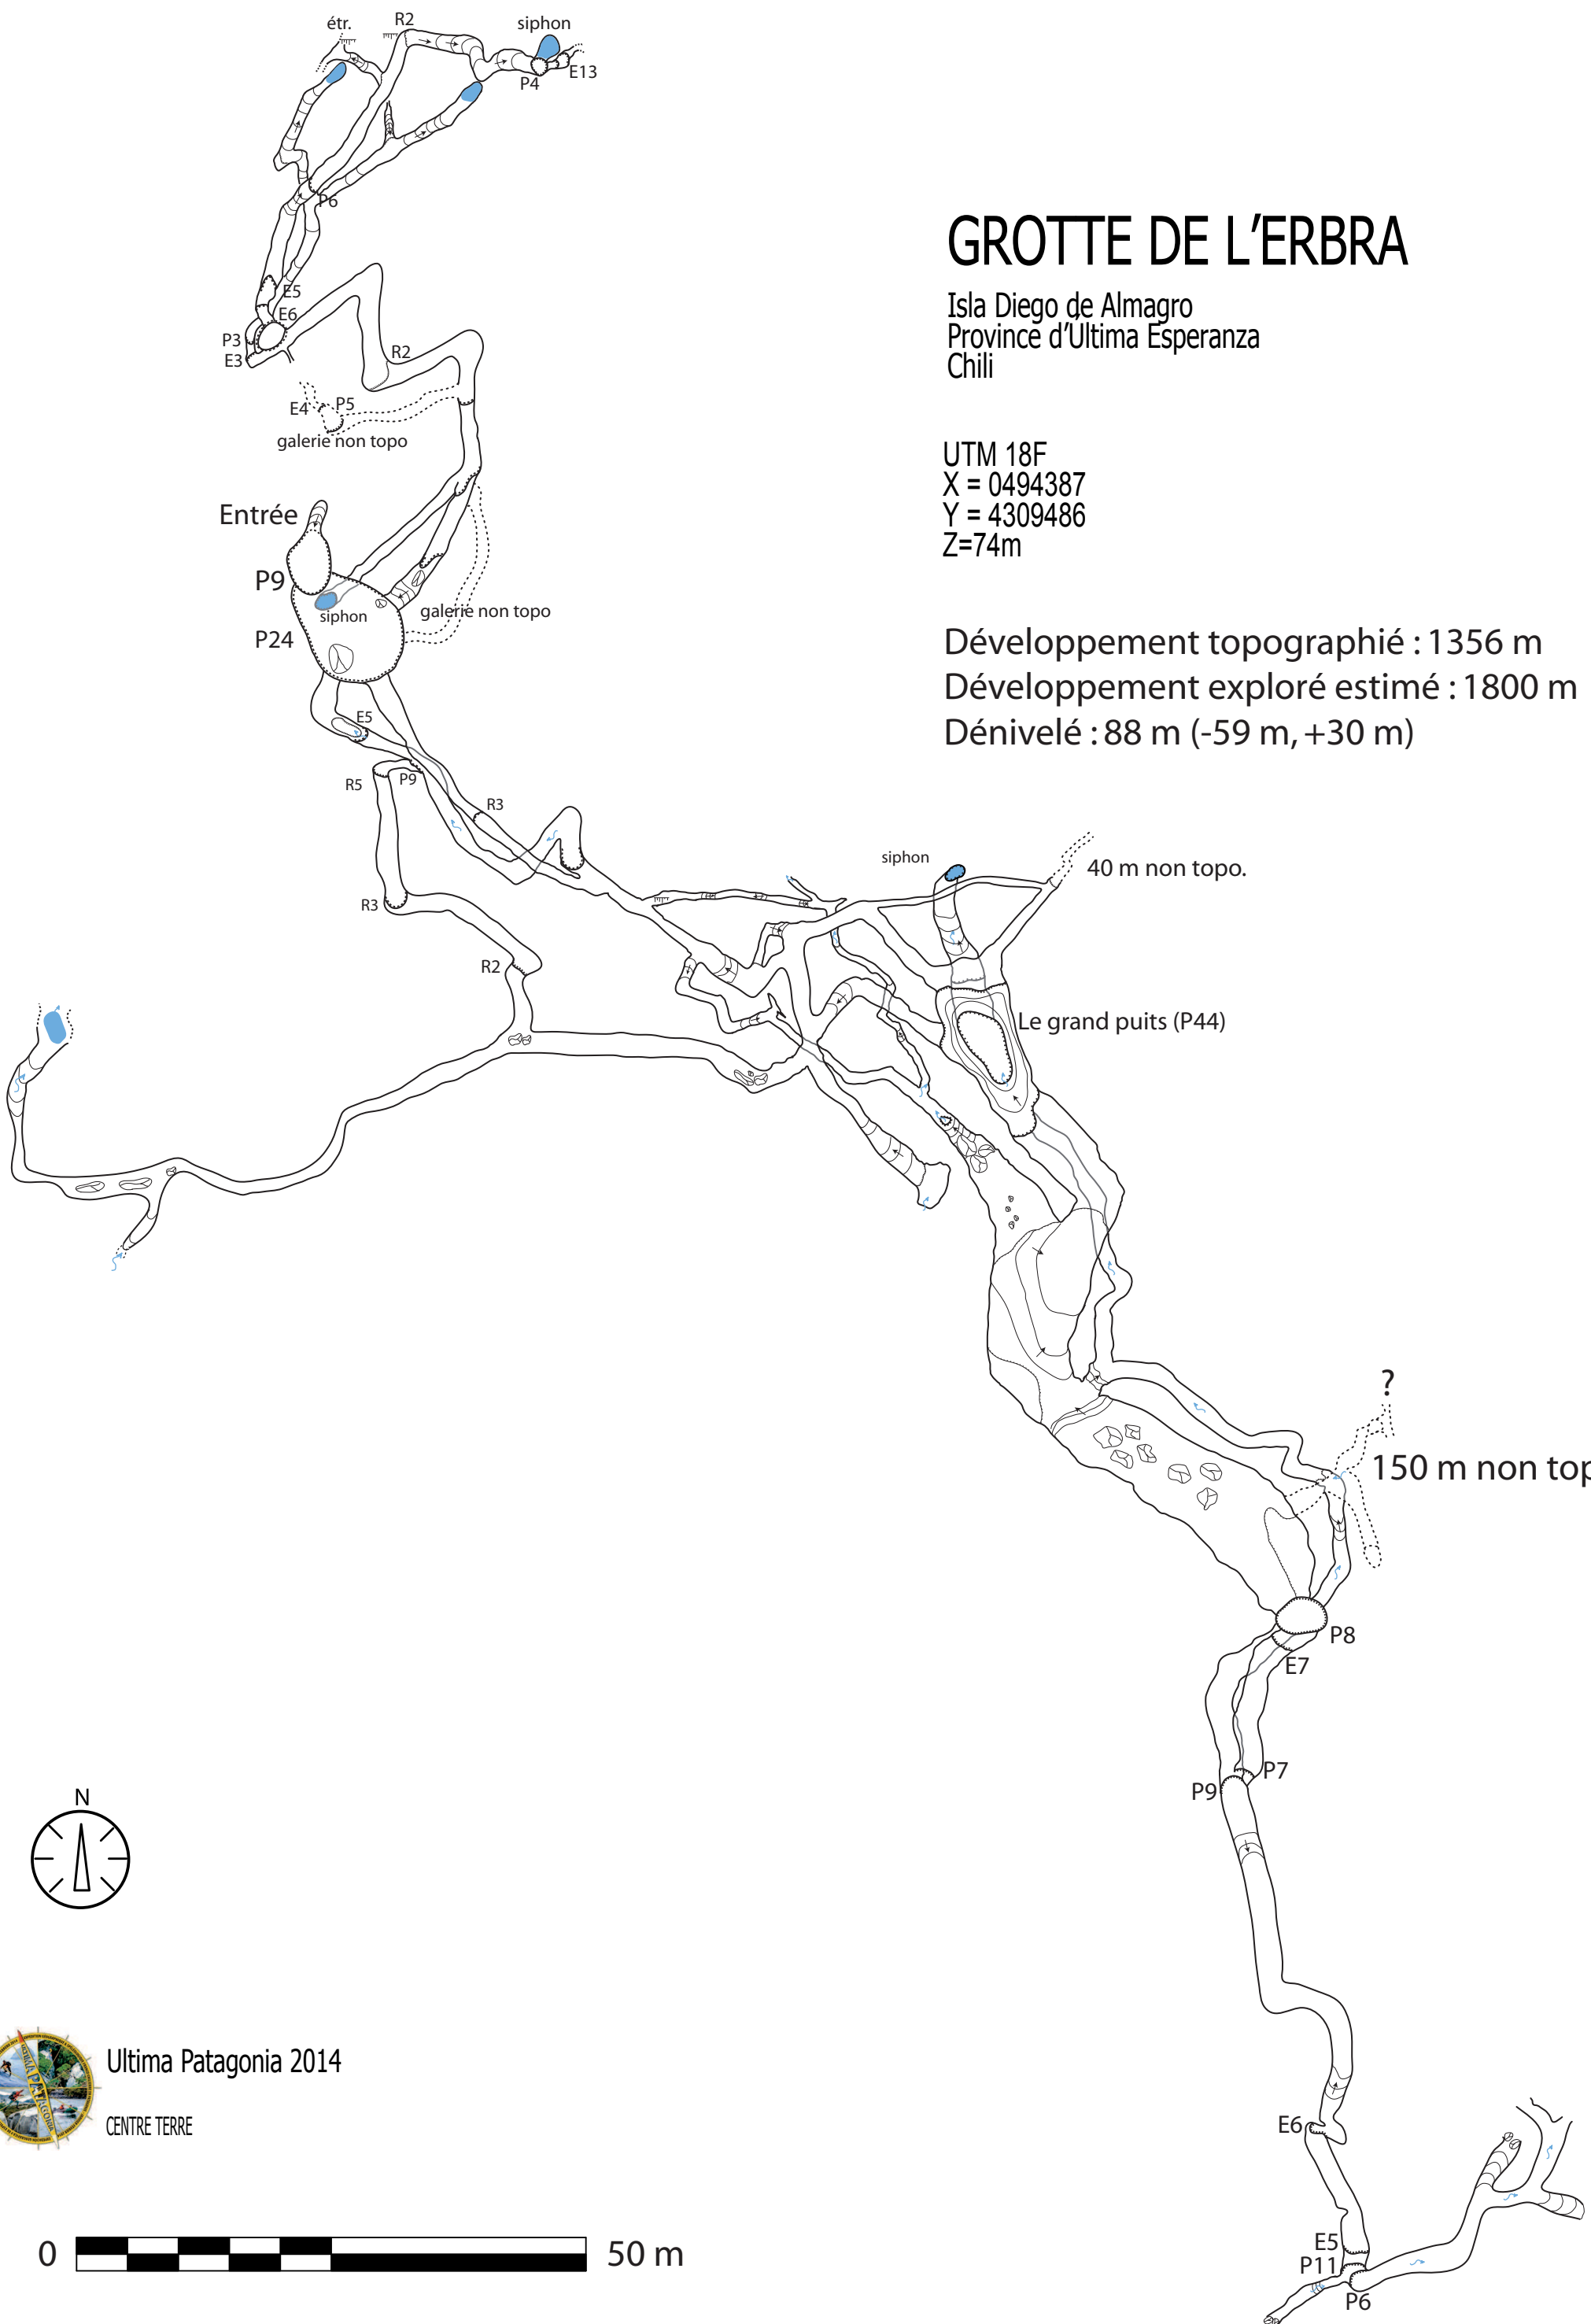 étr.
R2
siphon
P4
E13
P6
E5
E6
P3
E3
R2
E4
P5
galerie non topo
Entrée
P9
siphon
galerie non topo
P24
E5
R5
P9
R3
R3
R2
GROTTE DE L'ERBRA
Isla Diego de Almagro
Province d'Última Esperanza
Chili
UTM 18F
X = 0494387
Y = 4309486
Z=74m
Développement topographié : 1356 m
Développement exploré estimé : 1800 m
Dénivelé : 88 m (-59 m, +30 m)
siphon
40 m non topo.
Le grand puits (P44)
?
150 m non top
P8
E7
P7
P9
E6
E5
P11
P6
N
Ultima Patagonia 2014
CENTRE TERRE
0
50 m